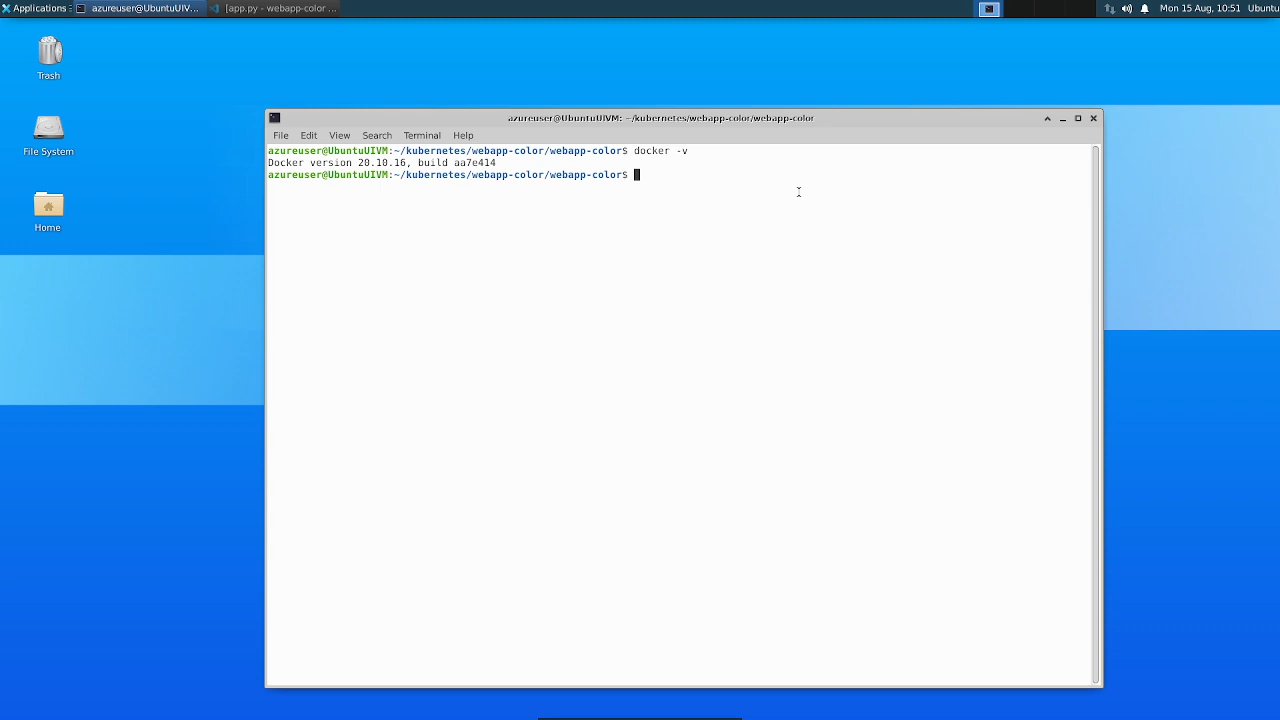 Applications
azureuser@UbuntuUIV...
[app.py - webapp-color ...
Mon 15 Aug, 10:51
Ubuntu
Trash
File System
Home
azureuser@UbuntuUIVM: ~/kubernetes/webapp-color/webapp-color
File Edit View Search Terminal Help
azureuser@UbuntuUIVM:~/kubernetes/webapp-color/webapp-color$ docker -v
Docker version 20.10.16, build aa7e414
azureuser@UbuntuUIVM:~/kubernetes/webapp-color/webapp-color$